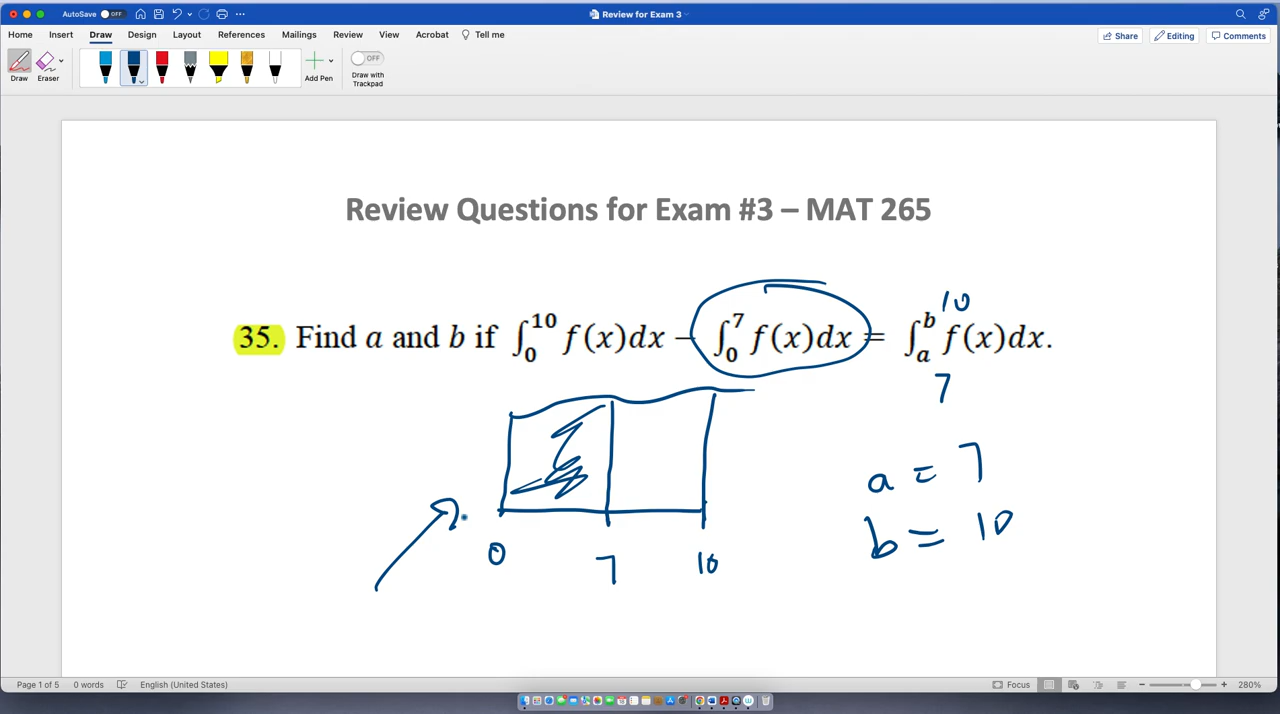 AutoSave OFF
Review for Exam 3
Home Insert Draw Design Layout References Mailings Review View Acrobat Tell me
Share Editing Comments
Draw Eraser Add Pen OFF Draw with Trackpad
Review Questions for Exam #3 – MAT 265
35. Find a and b if ∫₀¹⁰ f(x)dx − ∫₀⁷ f(x)dx = ∫ₐᵇ f(x)dx.
10
7
a = 7
b = 10
0 7 10
Page 1 of 5 0 words English (United States) Focus 280%